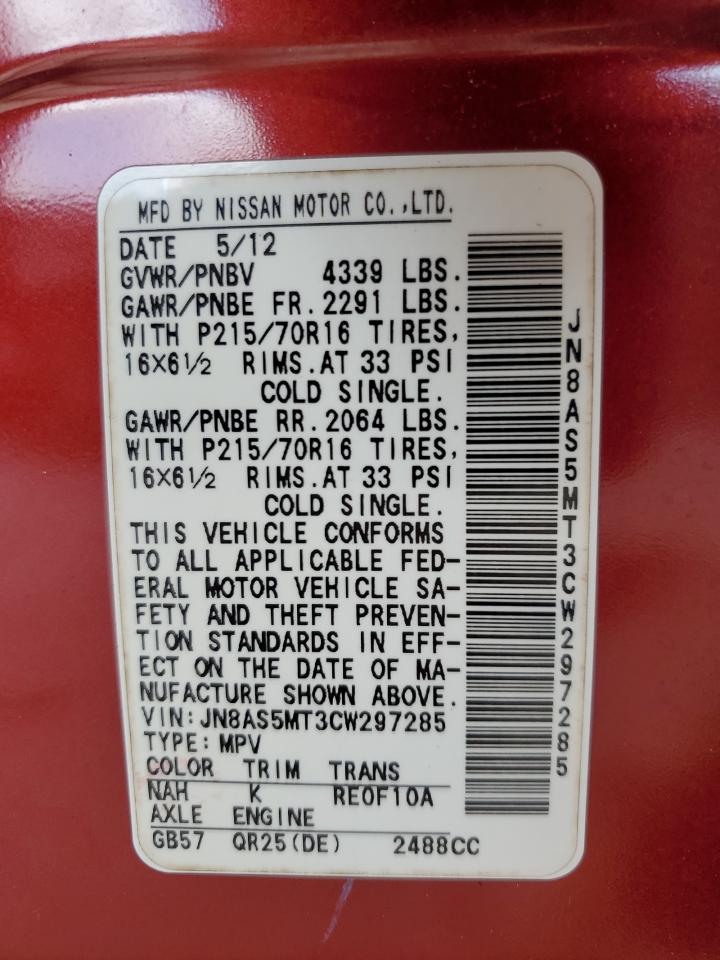 MFD BY NISSAN MOTOR CO.,LTD.
DATE 5/12
GVWR/PNBV 4339 LBS.
GAWR/PNBE FR.2291 LBS.
WITH P215/70R16 TIRES,
16X6½ RIMS.AT 33 PSI
COLD SINGLE.
GAWR/PNBE RR.2064 LBS.
WITH P215/70R16 TIRES,
16X6½ RIMS.AT 33 PSI
COLD SINGLE.
THIS VEHICLE CONFORMS
TO ALL APPLICABLE FED-
ERAL MOTOR VEHICLE SA-
FETY AND THEFT PREVEN-
TION STANDARDS IN EFF-
ECT ON THE DATE OF MA-
NUFACTURE SHOWN ABOVE.
VIN:JN8AS5MT3CW297285
TYPE:MPV
COLOR TRIM TRANS
NAH K RE0F10A
AXLE ENGINE
GB57 QR25(DE) 2488CC
JN8AS5MT3CW297285